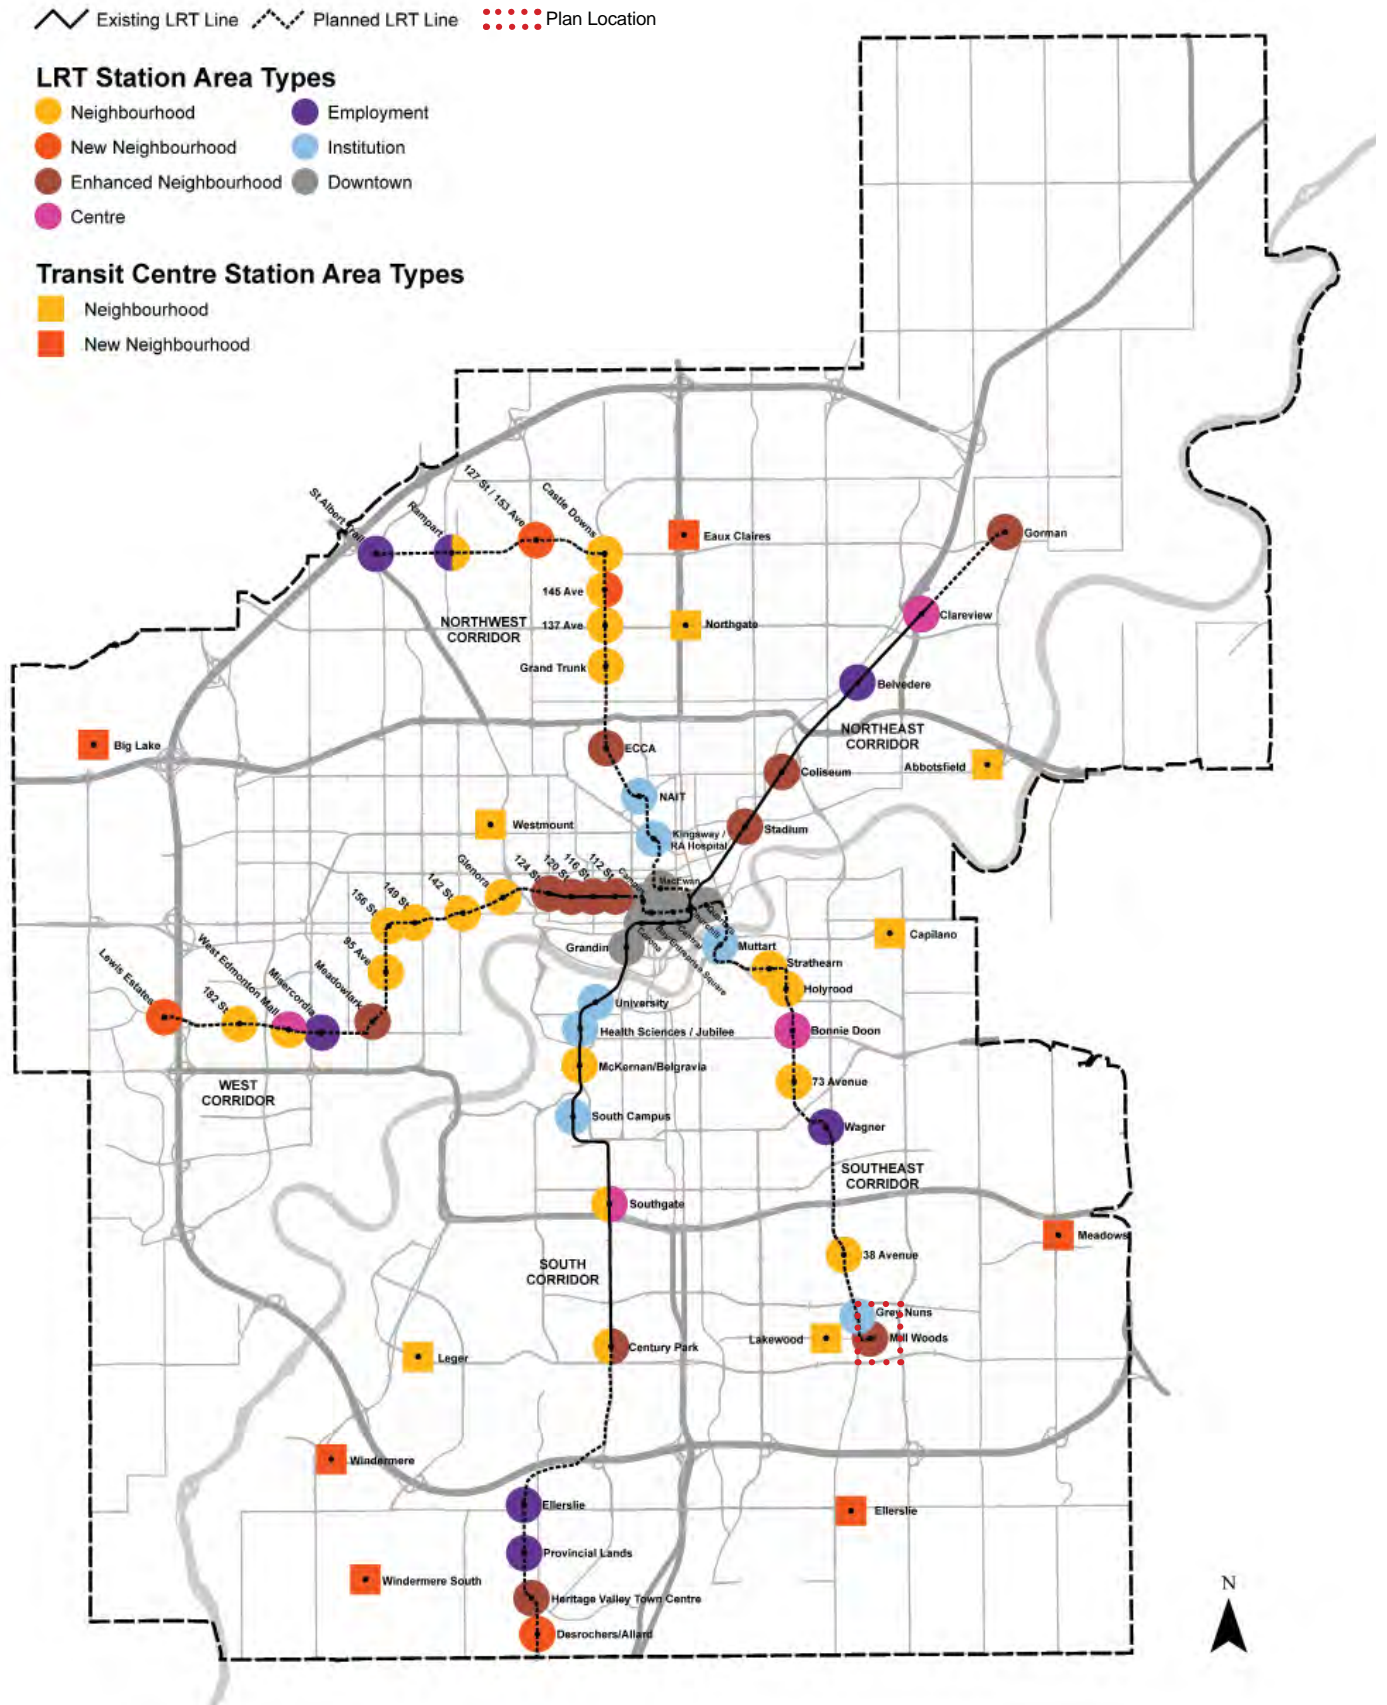 Existing LRT Line
Planned LRT Line
Plan Location
LRT Station Area Types
Neighbourhood
Employment
New Neighbourhood
Institution
Enhanced Neighbourhood
Downtown
Centre
Transit Centre Station Area Types
Neighbourhood
New Neighbourhood
St Albert Trail
Rampart
127 St / 153 Ave
Castle Downs
Eaux Claires
Gorman
145 Ave
Clareview
NORTHWEST
CORRIDOR
137 Ave
Northgate
Grand Trunk
Belvedere
NORTHEAST
CORRIDOR
Big Lake
ECCA
Abbotsfield
Coliseum
NAIT
Westmount
Stadium
Kingsway /
RA Hospital
Glenora
124 St
120 St
116 St
112 St
MacEwan
156 St
149 St
142 St
Churchill
Central
Corona
Bay/Enterprise Square
Grandin
Muttart
Capilano
95 Ave
Strathearn
Holyrood
Lewis Estates
182 St
West Edmonton Mall
Misercordia
Meadowlark
University
Health Sciences / Jubilee
Bonnie Doon
McKernan/Belgravia
73 Avenue
WEST
CORRIDOR
South Campus
Wagner
SOUTHEAST
CORRIDOR
Southgate
Meadows
38 Avenue
SOUTH
CORRIDOR
Grey Nuns
Lakewood
Mill Woods
Leger
Century Park
Windermere
Ellerslie
Ellerslie
Provincial Lands
Windermere South
Heritage Valley Town Centre
Desrochers/Allard
N